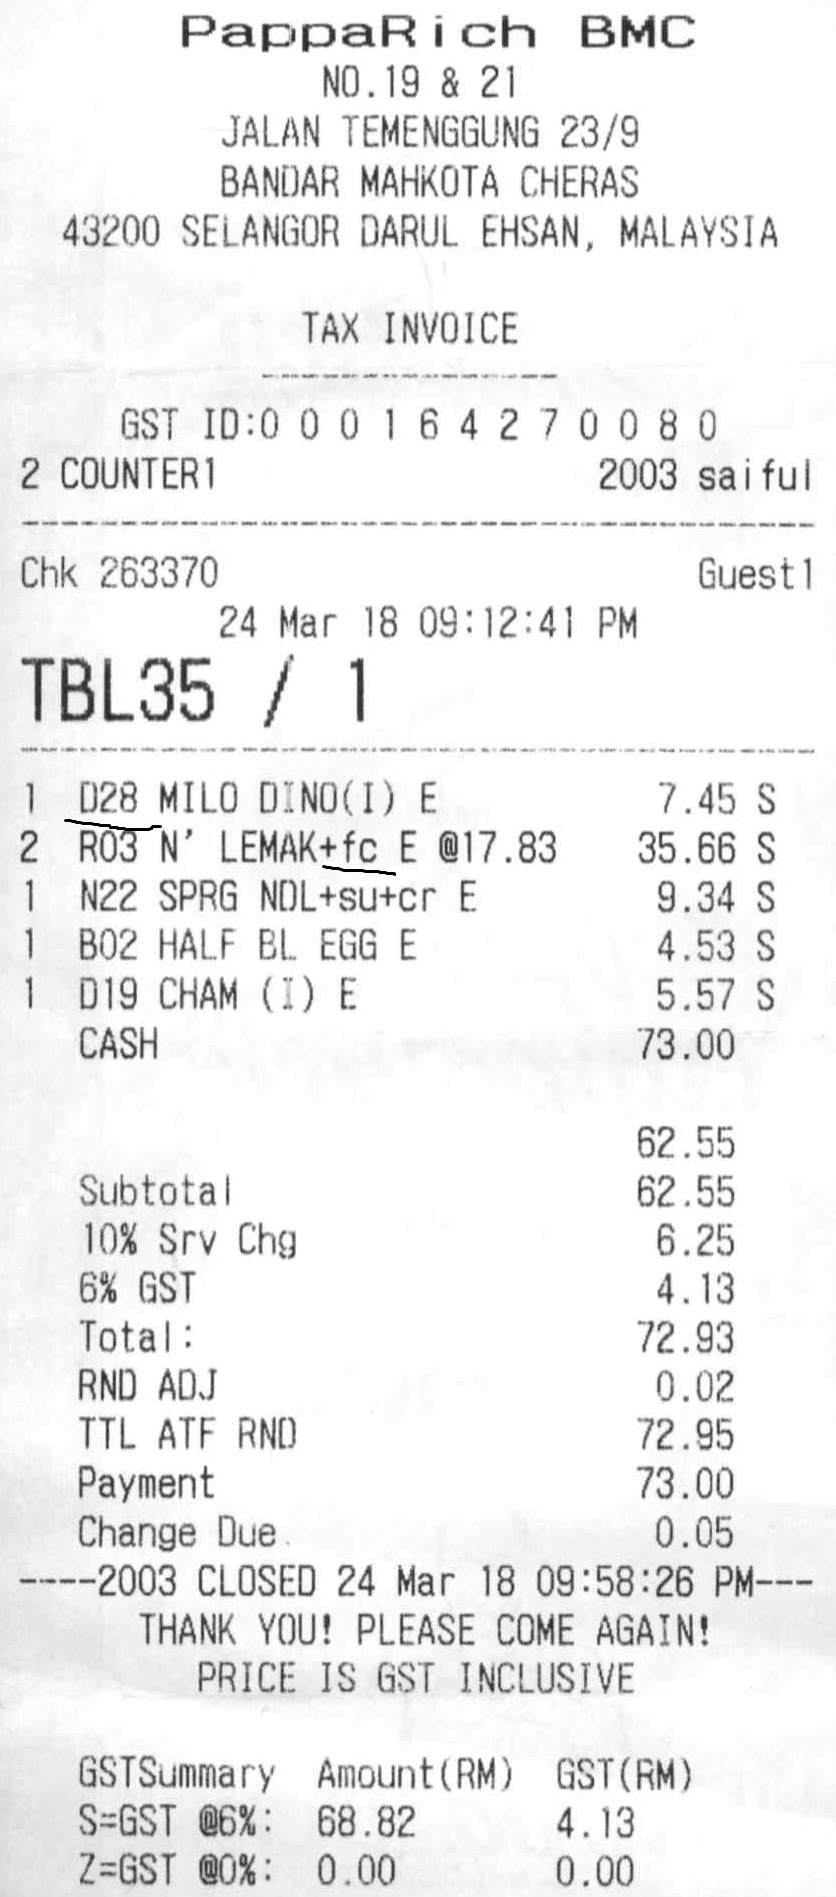 PappaRich BMC
NO.19 & 21
JALAN TEMENGGUNG 23/9
BANDAR MAHKOTA CHERAS
43200 SELANGOR DARUL EHSAN, MALAYSIA
TAX INVOICE
--------------
GST ID:0 0 0 1 6 4 2 7 0 0 8 0
2 COUNTER1 2003 saiful
----------------------------------------
Chk 263370 Guest1
24 Mar 18 09:12:41 PM
TBL35 / 1
----------------------------------------
1 D28 MILO DINO(I) E 7.45 S
2 R03 N' LEMAK+fc E @17.83 35.66 S
1 N22 SPRG NDL+su+cr E 9.34 S
1 B02 HALF BL EGG E 4.53 S
1 D19 CHAM (I) E 5.57 S
CASH 73.00
62.55
Subtotal 62.55
10% Srv Chg 6.25
6% GST 4.13
Total: 72.93
RND ADJ 0.02
TTL ATF RND 72.95
Payment 73.00
Change Due 0.05
----2003 CLOSED 24 Mar 18 09:58:26 PM---
THANK YOU! PLEASE COME AGAIN!
PRICE IS GST INCLUSIVE
GSTSummary Amount(RM) GST(RM)
S=GST @6%: 68.82 4.13
Z=GST @0%: 0.00 0.00